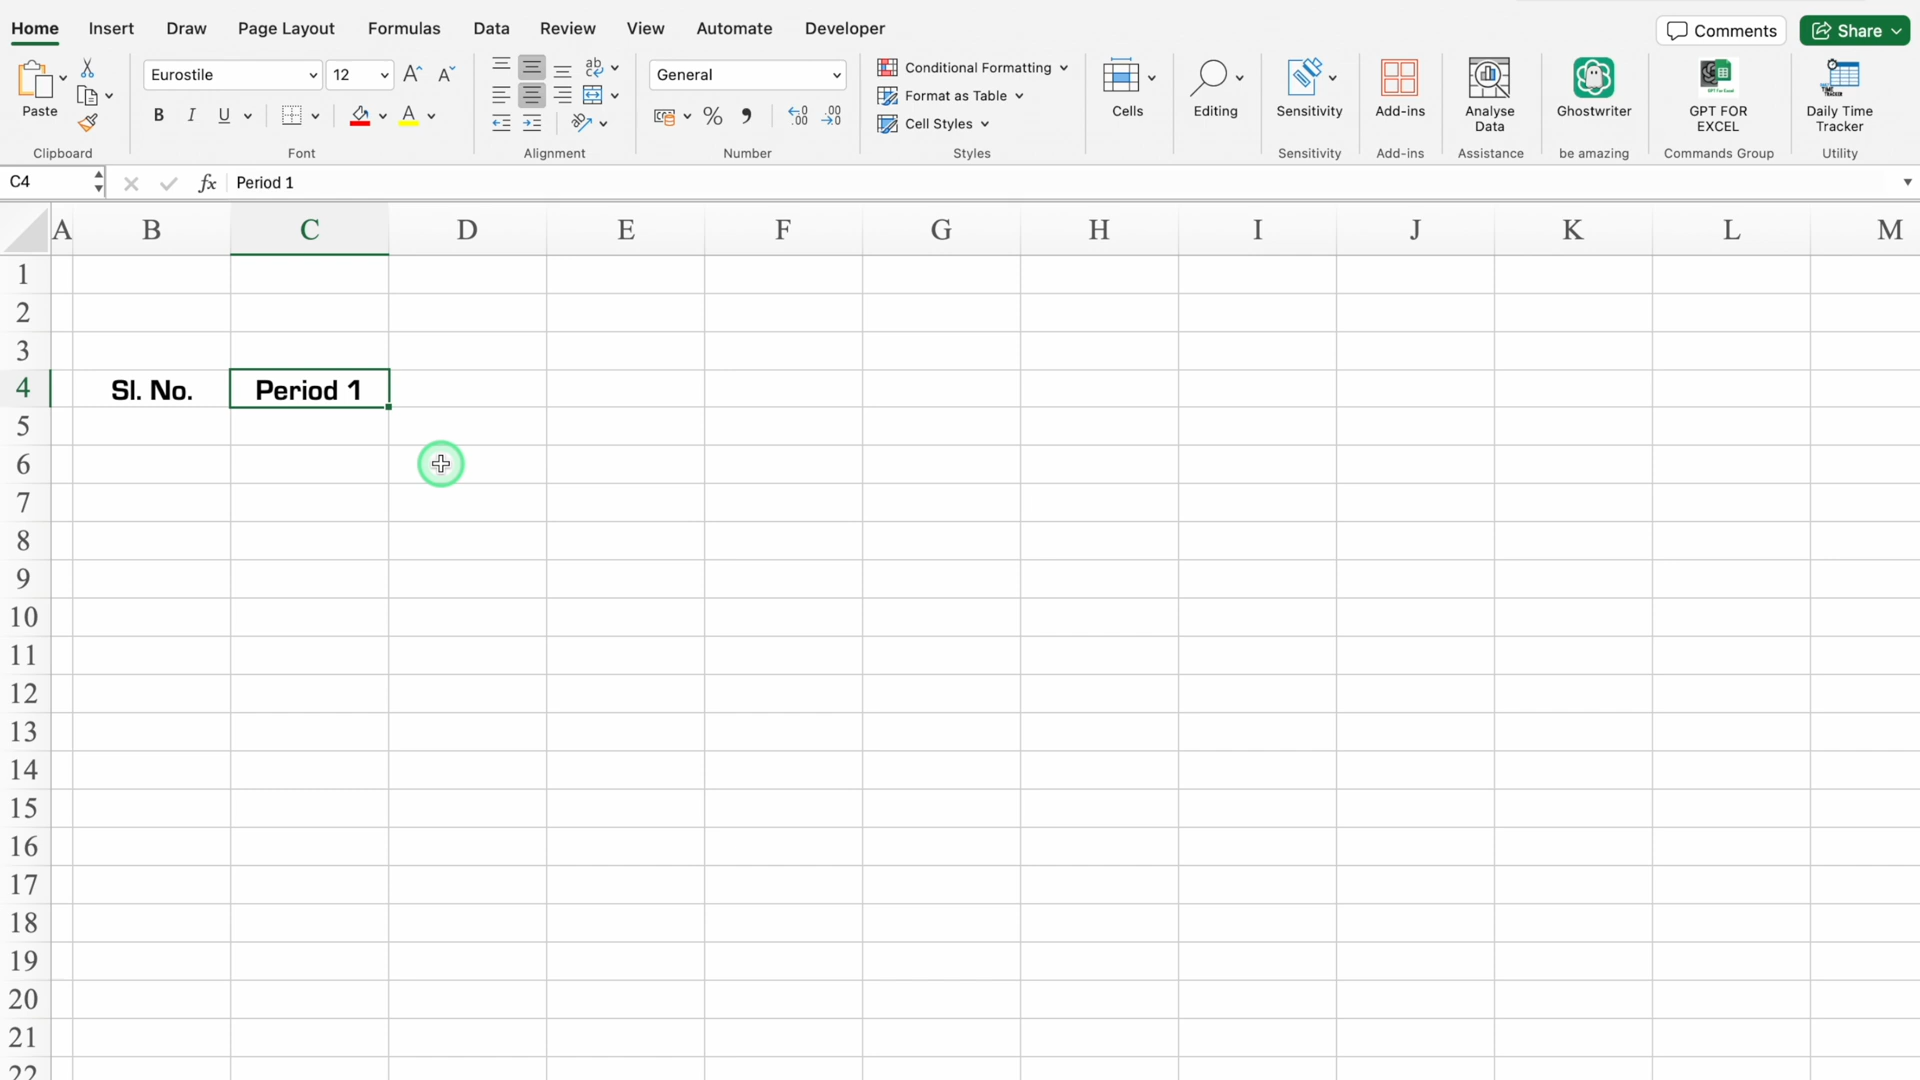 Home Insert Draw Page Layout Formulas Data Review View Automate Developer Comments Share
Eurostile 12 ab General Conditional Formatting
Format as Table
Cell Styles
Paste B I U A % Cells Editing Sensitivity Add-ins Analyse Data Ghostwriter GPT FOR EXCEL Daily Time Tracker
Clipboard Font Alignment Number Styles Sensitivity Add-ins Assistance be amazing Commands Group Utility
C4 fx Period 1
A B C D E F G H I J K L M
1
2
3
4 Sl. No. Period 1
5
6
7
8
9
10
11
12
13
14
15
16
17
18
19
20
21
22